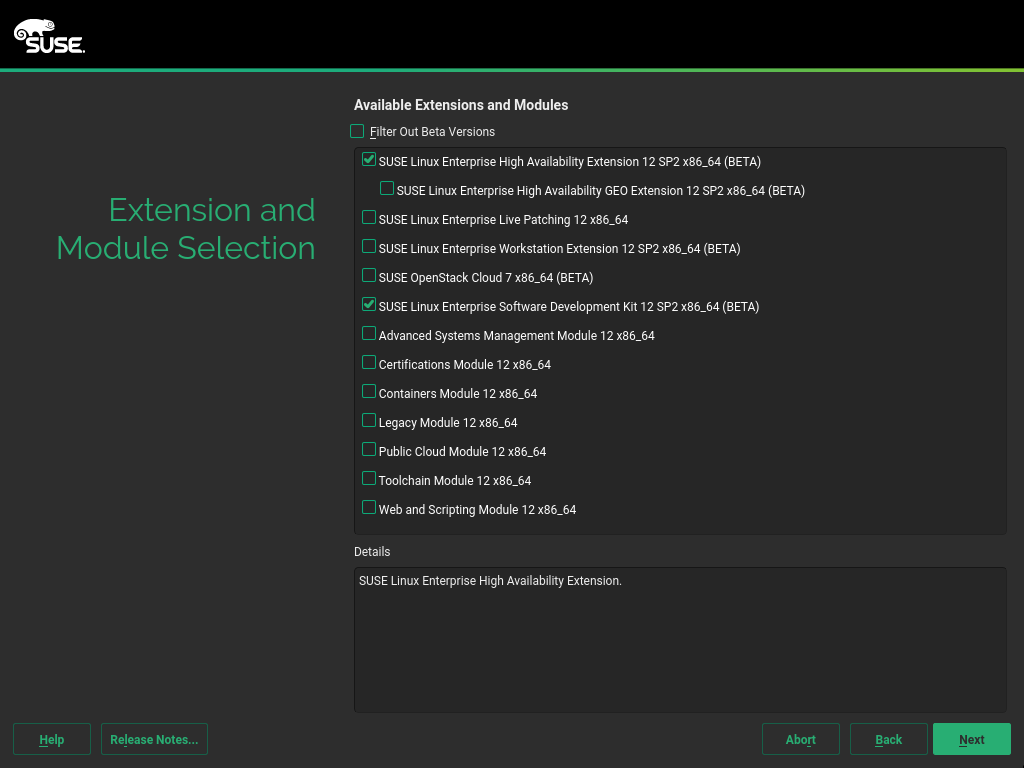 SUSE.
Available Extensions and Modules
Filter Out Beta Versions
SUSE Linux Enterprise High Availability Extension 12 SP2 x86_64 (BETA)
SUSE Linux Enterprise High Availability GEO Extension 12 SP2 x86_64 (BETA)
SUSE Linux Enterprise Live Patching 12 x86_64
SUSE Linux Enterprise Workstation Extension 12 SP2 x86_64 (BETA)
SUSE OpenStack Cloud 7 x86_64 (BETA)
SUSE Linux Enterprise Software Development Kit 12 SP2 x86_64 (BETA)
Advanced Systems Management Module 12 x86_64
Certifications Module 12 x86_64
Containers Module 12 x86_64
Legacy Module 12 x86_64
Public Cloud Module 12 x86_64
Toolchain Module 12 x86_64
Web and Scripting Module 12 x86_64
Extension and
Module Selection
Details
SUSE Linux Enterprise High Availability Extension.
Help
Release Notes...
Abort
Back
Next